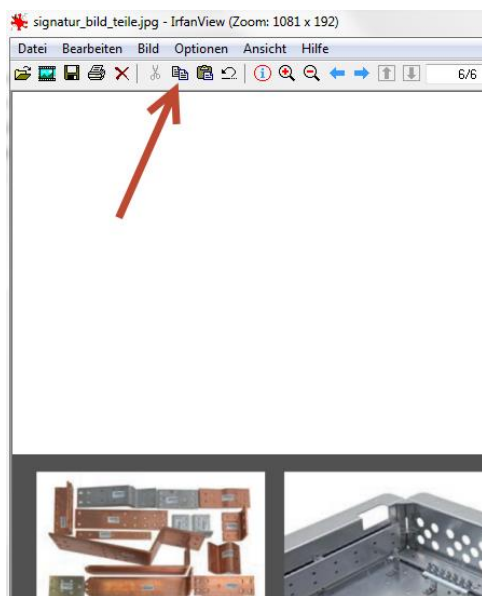 signatur_bild_teile.jpg - IrfanView (Zoom: 1081 x 192)
Datei Bearbeiten Bild Optionen Ansicht Hilfe
6/6